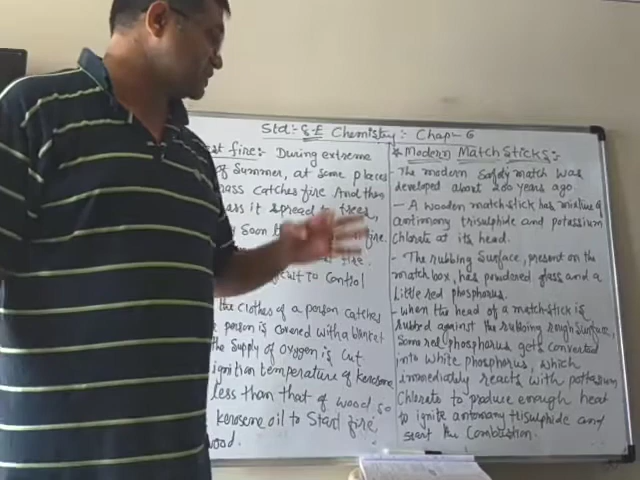 Std:- 8-E Chemistry:- Chap- 6
fire:- During extreme
of Summer, at some places
grass catches fire And then
it spread to trees,
Soon fire.
fire.
to Control
the clothes of a person catches
person is covered with a blanket
the supply of oxygen is cut
ignition temperature of kerosene
less than that of wood. so
kerosene oil to start fire
wood.
* Modern Match Sticks:-
- The modern Safety match was
developed about 200 years ago.
- A wooden match-stick has mixture of
antimony trisulphide and potassium
Chlorate at its head.
- The rubbing surface, present on the
match box, has powdered glass and a
little red phosphorus.
- When the head of a match-stick is
rubbed against the rubbing rough surface,
Some red phosphorus gets converted
into white phosphorus, which
immediately reacts with pottasium
Chlorate to produce enough heat
to ignite antimony trisulphide and
start the Combustion.